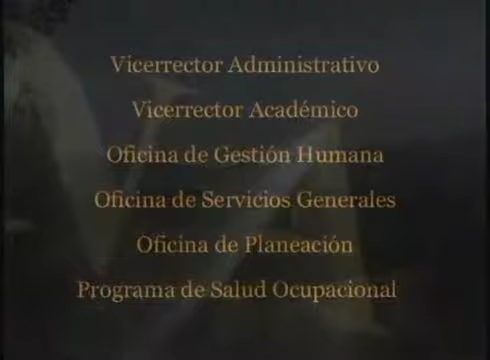 Vicerrector Administrativo
Vicerrector Académico
Oficina de Gestión Humana
Oficina de Servicios Generales
Oficina de Planeación
Programa de Salud Ocupacional